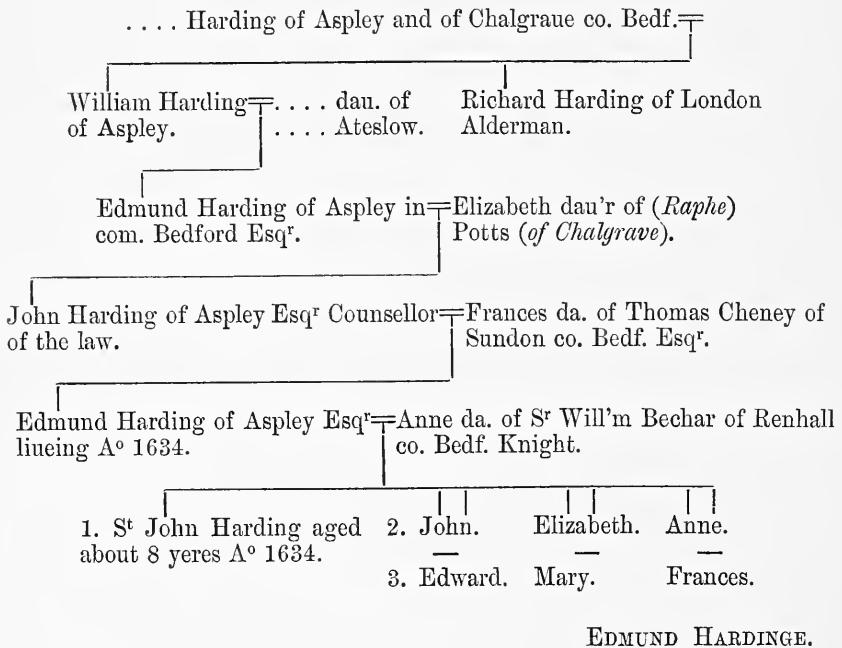 . . . . Harding of Aspley and of Chalgraue co. Bedf.
William Harding
of Aspley.
. . . . dau. of
. . . . Ateslow.
Richard Harding of London
Alderman.
Edmund Harding of Aspley in
com. Bedford Esqʳ.
Elizabeth dau'r of (Raphe)
Potts (of Chalgrave).
John Harding of Aspley Esqʳ Counsellor
of the law.
Frances da. of Thomas Cheney of
Sundon co. Bedf. Esqʳ.
Edmund Harding of Aspley Esqʳ
liueing Aᵒ 1634.
Anne da. of Sʳ Will'm Bechar of Renhall
co. Bedf. Knight.
1. Sᵗ John Harding aged
about 8 yeres Aᵒ 1634.
2. John.
3. Edward.
Elizabeth.
Mary.
Anne.
Frances.
EDMUND HARDINGE.